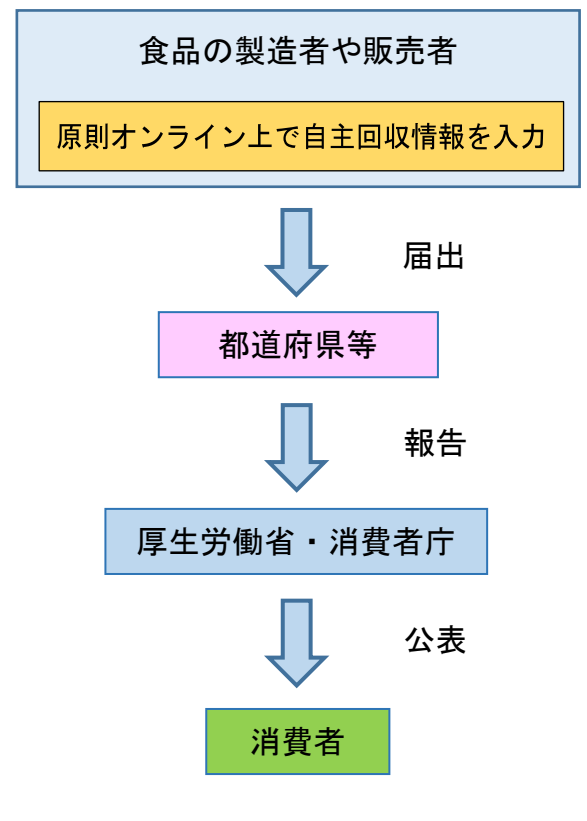 食品の製造者や販売者
原則オンライン上で自主回収情報を入力
届出
都道府県等
報告
厚生労働省・消費者庁
公表
消費者